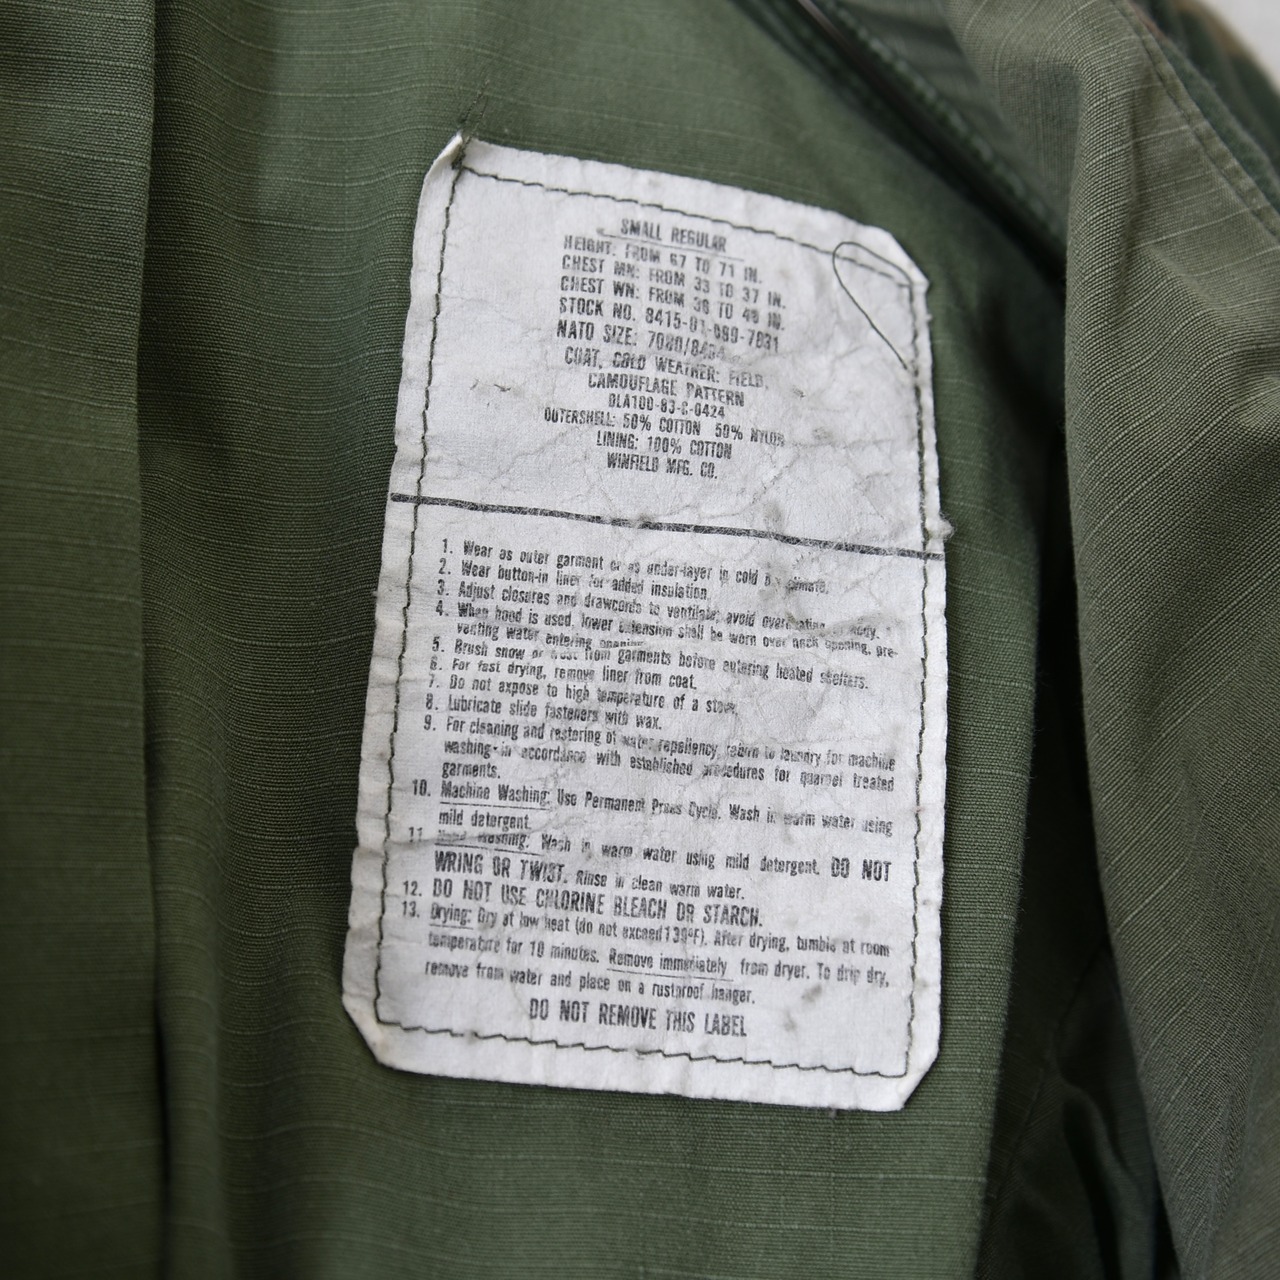 SMALL REGULAR
HEIGHT: FROM 67 TO 71 IN.
CHEST MN: FROM 33 TO 37 IN.
CHEST WN: FROM 36 TO 40 IN.
STOCK NO. 8415-01-099-7831
NATO SIZE: 7080/8494
COAT, COLD WEATHER: FIELD,
CAMOUFLAGE PATTERN
DLA100-83-C-0424
OUTERSHELL: 50% COTTON 50% NYLON
LINING: 100% COTTON
WINFIELD MFG. CO.
1. Wear as outer garment or as under-layer in cold climate.
2. Wear button-in liner for added insulation.
3. Adjust closures and drawcords to ventilate; avoid overheating body.
4. When hood is used, lower extension shall be worn over neck opening, pre-
venting water entering opening.
5. Brush snow or frost from garments before entering heated shelters.
6. For fast drying, remove liner from coat.
7. Do not expose to high temperature of a stove.
8. Lubricate slide fasteners with wax.
9. For cleaning and restoring of water repellency, return to laundry for machine
washing in accordance with established procedures for quarpel treated
garments.
10. Machine Washing: Use Permanent Press Cycle. Wash in warm water using
mild detergent.
11. Hand Washing: Wash in warm water using mild detergent. DO NOT
WRING OR TWIST. Rinse in clean warm water.
12. DO NOT USE CHLORINE BLEACH OR STARCH.
13. Drying: Dry at low heat (do not exceed 130°F). After drying, tumble at room
temperature for 10 minutes. Remove immediately from dryer. To drip dry,
remove from water and place on a rustproof hanger.
DO NOT REMOVE THIS LABEL